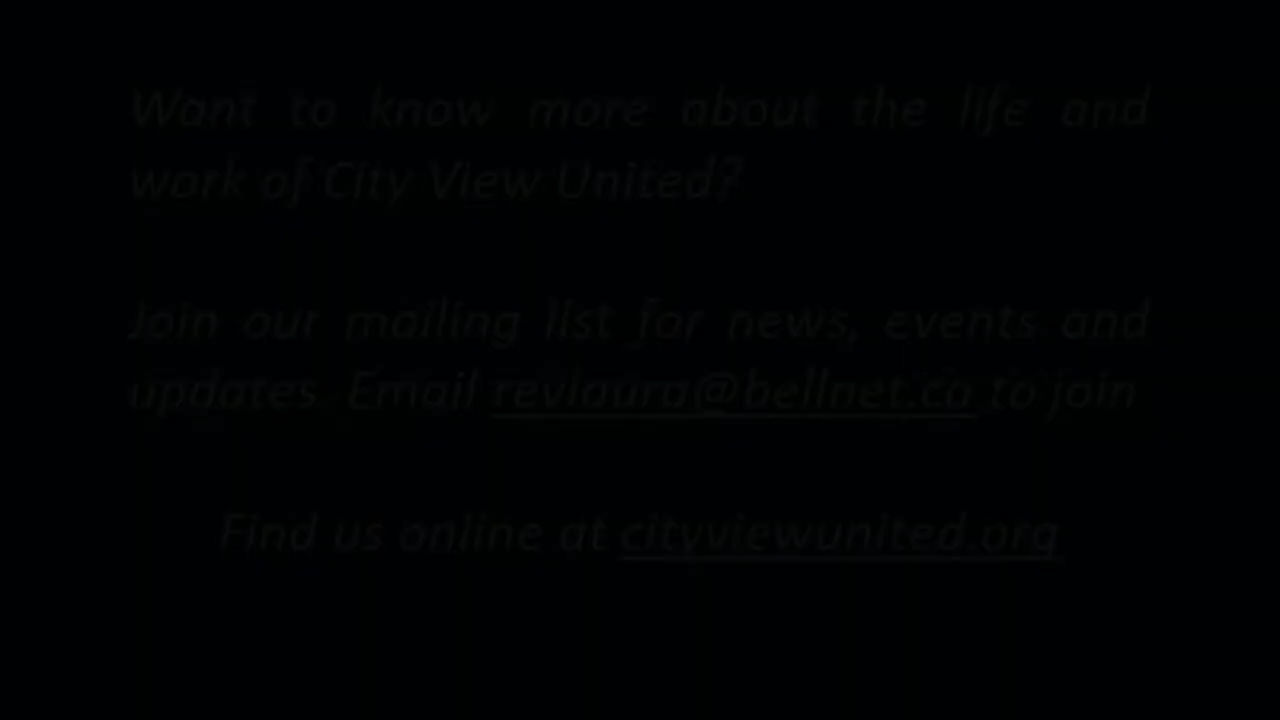 Want to know more about the life and
work of City View United?
Join our mailing list for news, events and
updates. Email revlaura@bellnet.ca to join
Find us online at cityviewunited.org